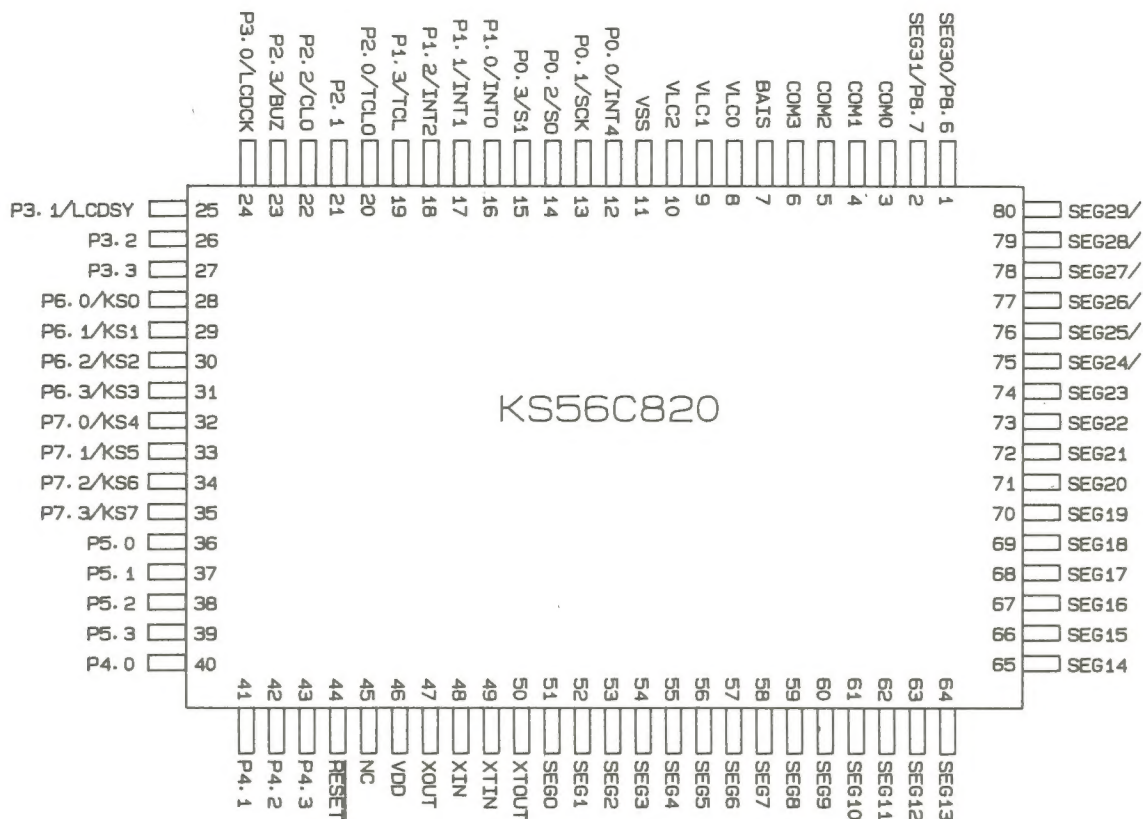 P3.0/LCDCK
P2.3/BUZ
P2.2/CLO
P2.1
P2.0/TCLO
P1.3/TCL
P1.2/INT2
P1.1/INT1
P1.0/INT0
P0.3/S1
P0.2/SO
P0.1/SCK
P0.0/INT4
VSS
VLC2
VLC1
VLC0
BAIS
COM3
COM2
COM1
COM0
SEG31/P8.7
SEG30/P8.6
24 23 22 21 20 19 18 17 16 15 14 13 12 11 10 9 8 7 6 5 4 3 2 1
P3.1/LCDSY 25
P3.2 26
P3.3 27
P6.0/KS0 28
P6.1/KS1 29
P6.2/KS2 30
P6.3/KS3 31
P7.0/KS4 32
P7.1/KS5 33
P7.2/KS6 34
P7.3/KS7 35
P5.0 36
P5.1 37
P5.2 38
P5.3 39
P4.0 40
KS56C820
80 SEG29/
79 SEG28/
78 SEG27/
77 SEG26/
76 SEG25/
75 SEG24/
74 SEG23
73 SEG22
72 SEG21
71 SEG20
70 SEG19
69 SEG18
68 SEG17
67 SEG16
66 SEG15
65 SEG14
41 42 43 44 45 46 47 48 49 50 51 52 53 54 55 56 57 58 59 60 61 62 63 64
P4.1
P4.2
P4.3
RESET
NC
VDD
XOUT
XIN
XTIN
XTOUT
SEG0
SEG1
SEG2
SEG3
SEG4
SEG5
SEG6
SEG7
SEG8
SEG9
SEG10
SEG11
SEG12
SEG13